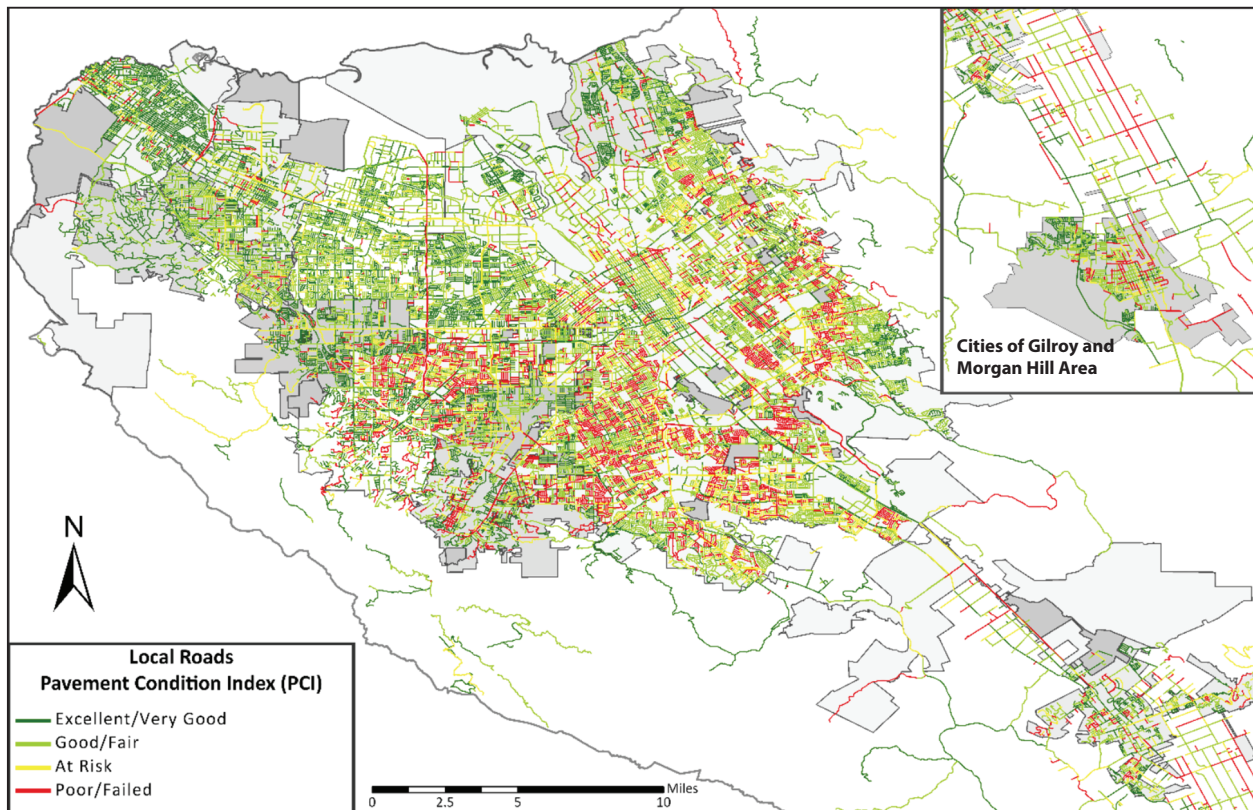 Cities of Gilroy and
Morgan Hill Area
N
Local Roads
Pavement Condition Index (PCI)
Excellent/Very Good
Good/Fair
At Risk
Poor/Failed
Miles
0 2.5 5 10